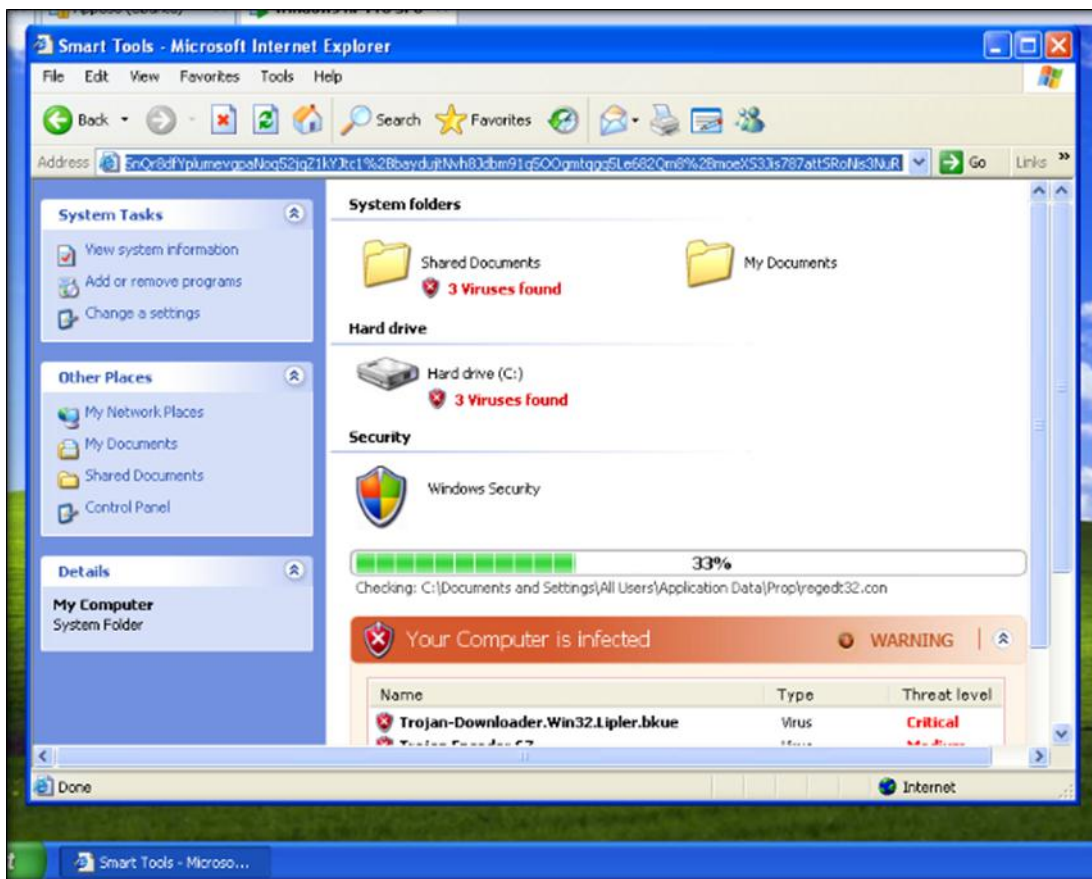 Smart Tools - Microsoft Internet Explorer
File Edit View Favorites Tools Help
Back Search Favorites
Address Go Links
System Tasks
View system information
Add or remove programs
Change a settings
Other Places
My Network Places
My Documents
Shared Documents
Control Panel
Details
My Computer
System Folder
System folders
Shared Documents
3 Viruses found
My Documents
Hard drive
Hard drive (C:)
3 Viruses found
Security
Windows Security
33%
Checking: C:\Documents and Settings\All Users\Application Data\Prop\regedt32.con
Your Computer is infected WARNING
Name Type Threat level
Trojan-Downloader.Win32.Lipler.bkue Virus Critical
Done Internet
Smart Tools - Microso...